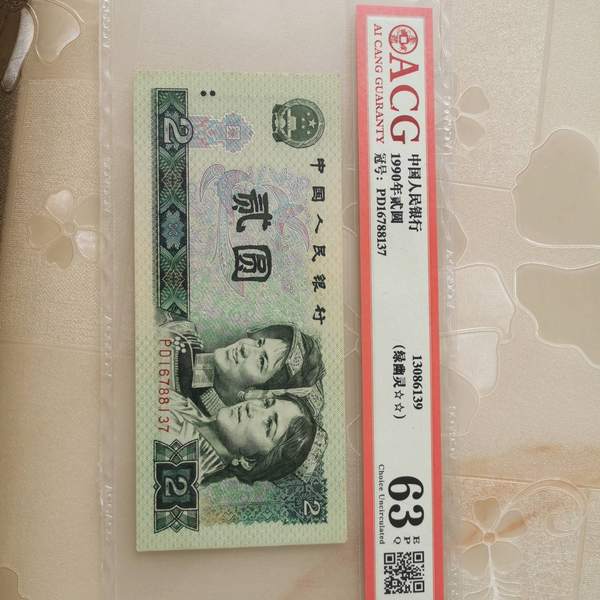 ACG
AI CANG GUARANTY
中国人民银行
1990年贰圆
冠号: PD16788137
13086139
(绿幽灵☆☆)
63
E
P
Q
Choice Uncirculated
中国人民银行
贰圆
2
PD16788137
2
2